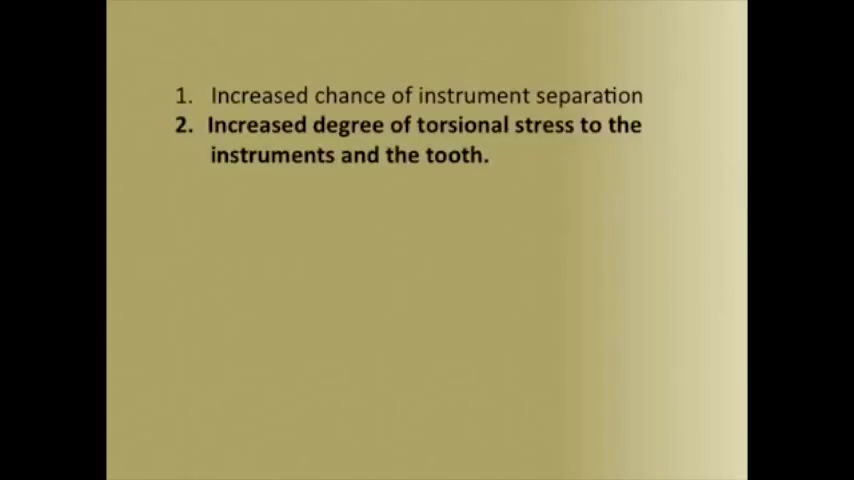 1. Increased chance of instrument separation
2. Increased degree of torsional stress to the
instruments and the tooth.